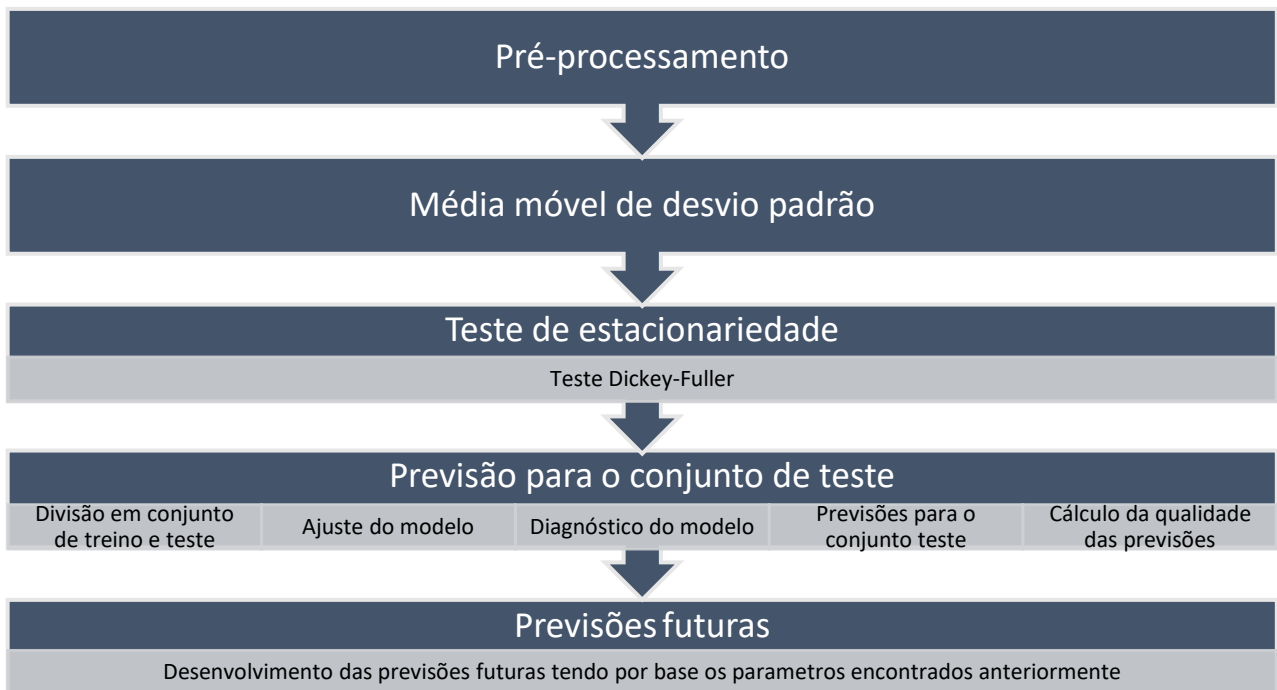 Pré-processamento
Média móvel de desvio padrão
Teste de estacionariedade
Teste Dickey-Fuller
Previsão para o conjunto de teste
Divisão em conjunto
de treino e teste
Ajuste do modelo
Diagnóstico do modelo
Previsões para o
conjunto teste
Cálculo da qualidade
das previsões
Previsões futuras
Desenvolvimento das previsões futuras tendo por base os parametros encontrados anteriormente